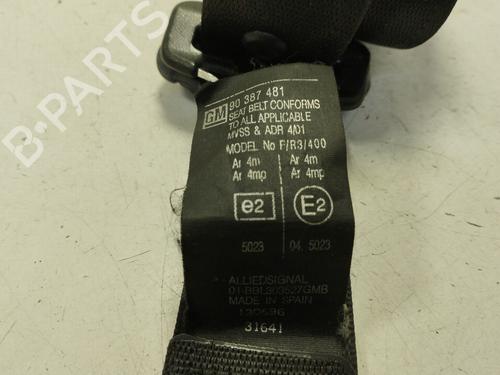 B-PARTS
GM 90 387 481
SEAT BELT CONFORMS
TO ALL APPLICABLE
MVSS & ADR 4/01
MODEL No F/R3/400
Ar 4m Ar 4m
Ar 4mp Ar 4mp
e2 E2
5023 04 5023
ALLIEDSIGNAL
MADE IN SPAIN
31641